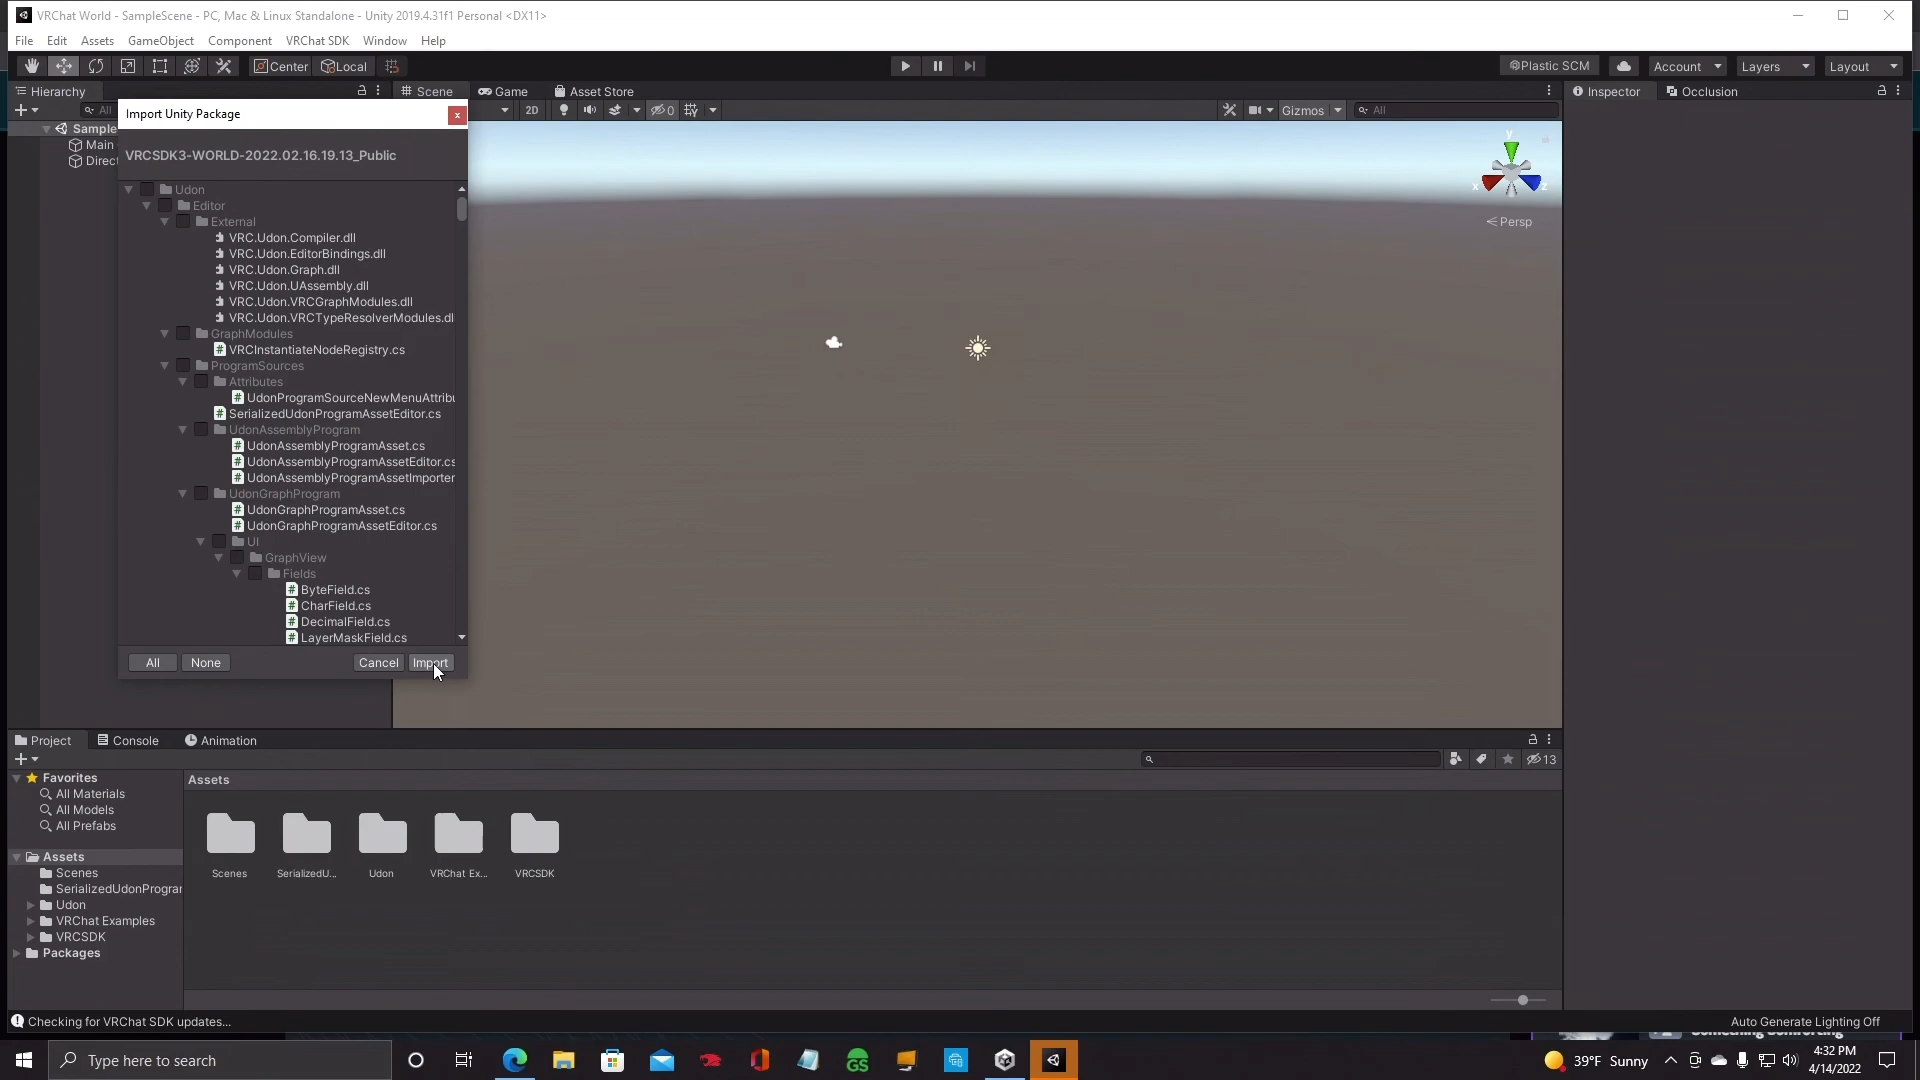 VRChat World - SampleScene - PC, Mac & Linux Standalone - Unity 2019.4.31f1 Personal <DX11>
File Edit Assets GameObject Component VRChat SDK Window Help
Center Local Plastic SCM Account Layers Layout
Hierarchy Scene Game Asset Store Inspector Occlusion
All 2D 0 Gizmos All
Import Unity Package
Sample
Main
Direct
VRCSDK3-WORLD-2022.02.16.19.13_Public
Udon
Editor
External
VRC.Udon.Compiler.dll
VRC.Udon.EditorBindings.dll
VRC.Udon.Graph.dll
VRC.Udon.UAssembly.dll
VRC.Udon.VRCGraphModules.dll
VRC.Udon.VRCTypeResolverModules.dl
GraphModules
VRCInstantiateNodeRegistry.cs
ProgramSources
Attributes
UdonProgramSourceNewMenuAttribu
SerializedUdonProgramAssetEditor.cs
UdonAssemblyProgram
UdonAssemblyProgramAsset.cs
UdonAssemblyProgramAssetEditor.cs
UdonAssemblyProgramAssetImporter
UdonGraphProgram
UdonGraphProgramAsset.cs
UdonGraphProgramAssetEditor.cs
UI
GraphView
Fields
ByteField.cs
CharField.cs
DecimalField.cs
LayerMaskField.cs
All None Cancel Import
y
x z
Persp
Project Console Animation
13
Favorites
All Materials
All Models
All Prefabs
Assets
Scenes
SerializedUdonPrograr
Udon
VRChat Examples
VRCSDK
Packages
Assets
Scenes SerializedU... Udon VRChat Ex... VRCSDK
Checking for VRChat SDK updates... Auto Generate Lighting Off
Type here to search
GS
39°F Sunny
4:32 PM
4/14/2022